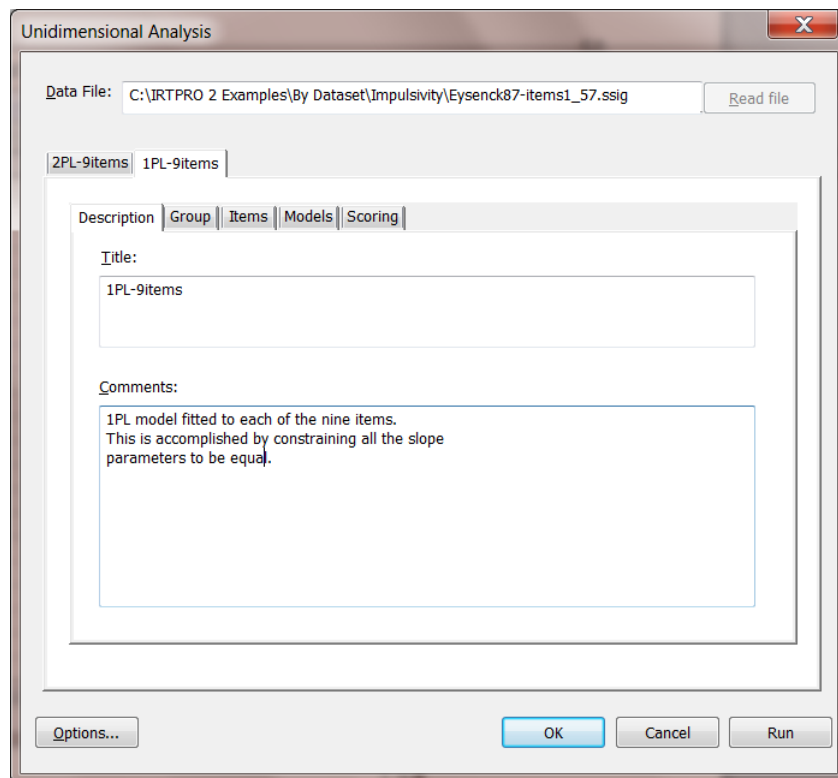 Unidimensional Analysis
X
Data File: C:\IRTPRO 2 Examples\By Dataset\Impulsivity\Eysenck87-items1_57.ssig Read file
2PL-9items 1PL-9items
Description Group Items Models Scoring
Title:
1PL-9items
Comments:
1PL model fitted to each of the nine items.
This is accomplished by constraining all the slope
parameters to be equal.
Options... OK Cancel Run